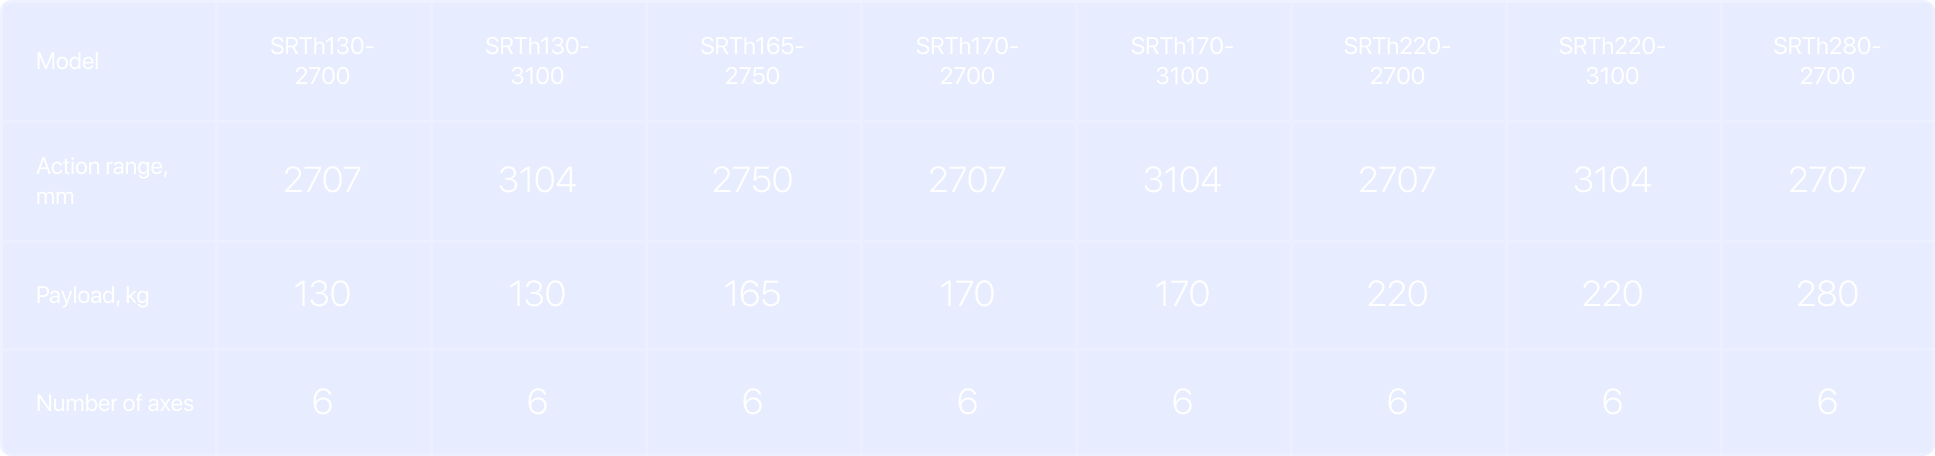 Model
SRTh130-
2700
SRTh130-
3100
SRTh165-
2750
SRTh170-
2700
SRTh170-
3100
SRTh220-
2700
SRTh220-
3100
SRTh280-
2700
Action range,
mm
2707
3104
2750
2707
3104
2707
3104
2707
Payload, kg
130
130
165
170
170
220
220
280
Number of axes
6
6
6
6
6
6
6
6